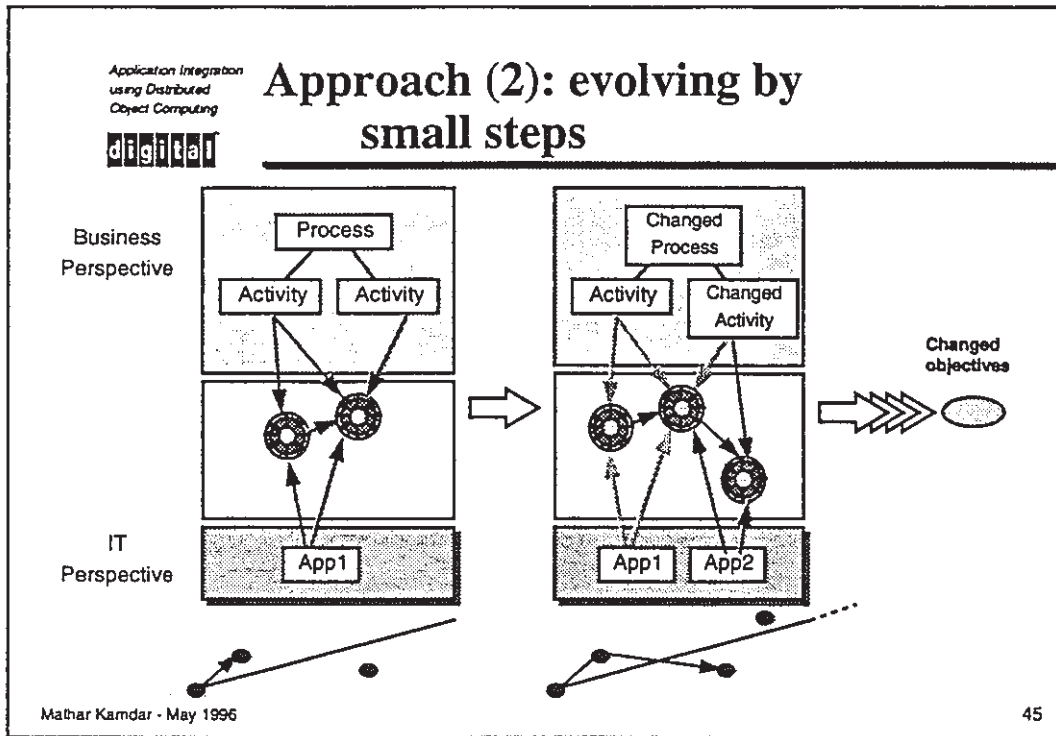 Application Integration
using Distributed
Object Computing
digital
Approach (2): evolving by
small steps
Business
Perspective
Process
Activity
Activity
Changed
Process
Activity
Changed
Activity
Changed
objectives
IT
Perspective
App1
App1
App2
Mathar Kamdar - May 1996
45